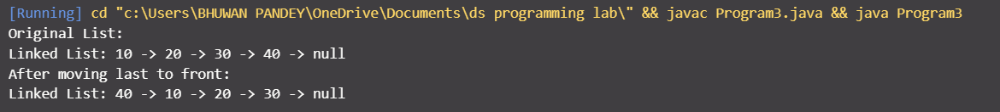 [Running] cd "c:\Users\BHUWAN PANDEY\OneDrive\Documents\ds programming lab\" && javac Program3.java && java Program3
Original List:
Linked List: 10 -> 20 -> 30 -> 40 -> null
After moving last to front:
Linked List: 40 -> 10 -> 20 -> 30 -> null